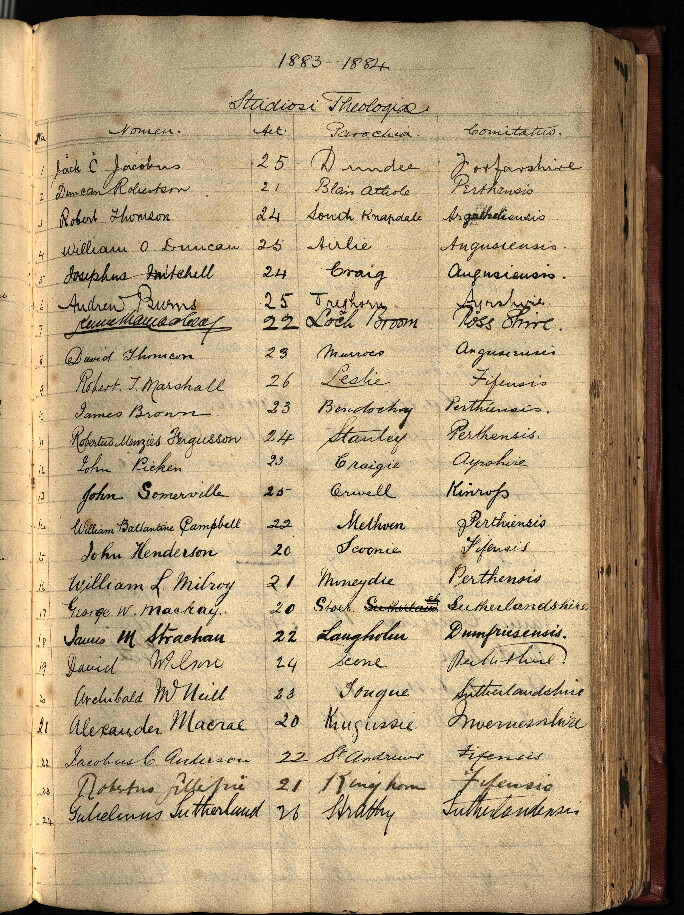 1883-1884
Studiosi Theologiæ.
No. Nomen. Aet. Parochia. Comitatus.
1 Jack C Jacobus 25 Dundee Forfarshire
2 Duncan Robertson 21 Blair Athole Perthensis
3 Robert Thomson 24 South Knapdale Argatheliensis
4 William O. Duncan 25 Airlie Angusiensis.
5 Josephus Mitchell 24 Craig Angusiensis.
6 Andrew Burns 25 Treghorn Ayrshire
7 22 Loch Broom Ross Shire.
8 David Thomson 23 Murroes Angusiensis
9 Robert T. Marshall 26 Leslie Fifensis
10 James Brown 23 Bendochy Perthensis.
11 Robertus Menzies Fergusson 24 Stanley Perthensis.
12 John Picken 23 Craigie Ayrshire
13 John Somerville 25 Orwell Kinross
14 William Ballantine Campbell 22 Methven Perthiensis
15 John Henderson 20 Scoonie Fifensis
16 William L. Milroy 21 Moneydie Perthensis
17 George W. Mackay. 20 Stoer. Sutherlandshire
18 James M Strachan 22 Langholm Dumfriesensis.
19 David Wilson 24 Scone Perthshire.
20 Archibald McNeill 23 Tongue Sutherlandshire
21 Alexander Macrae 20 Kingussie Invernessshire
22 Jacobus C. Anderson 22 St Andrews Fifensis
23 Robertus Gillespie 21 Kinghorn Fifensis
24 Gulielmus Sutherland 26 Strathy Sutherlandensis